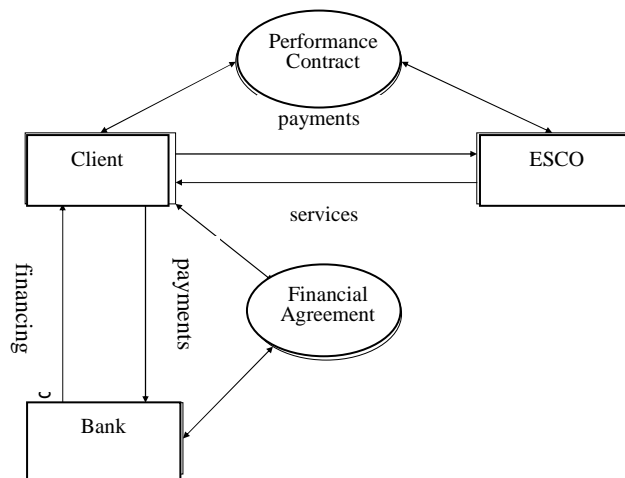 Performance
Contract
payments
Client
ESCO
services
financing
payments
Financial
Agreement
Bank